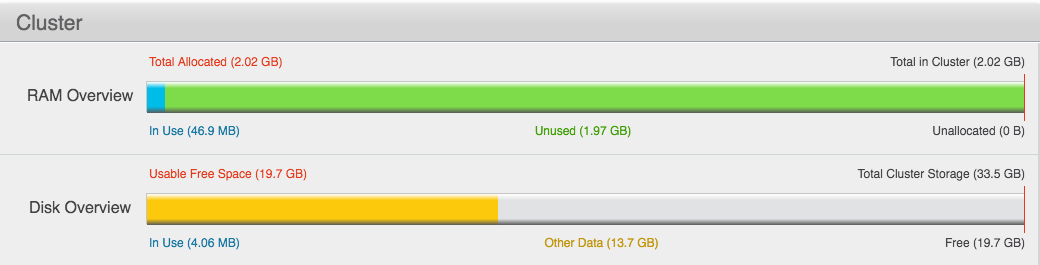 Cluster
Total Allocated (2.02 GB) Total in Cluster (2.02 GB)
RAM Overview
In Use (46.9 MB) Unused (1.97 GB) Unallocated (0 B)
Usable Free Space (19.7 GB) Total Cluster Storage (33.5 GB)
Disk Overview
In Use (4.06 MB) Other Data (13.7 GB) Free (19.7 GB)